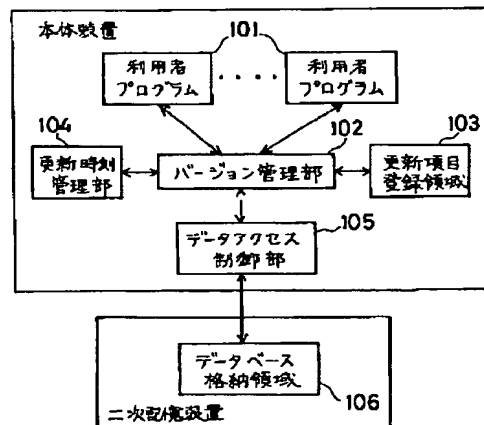 本体装置
101
利用者
プログラム
利用者
プログラム
104
102
103
更新時刻
管理部
バージョン管理部
更新項目
登録領域
105
データアクセス
制御部
データベース
格納領域
106
二次記憶装置